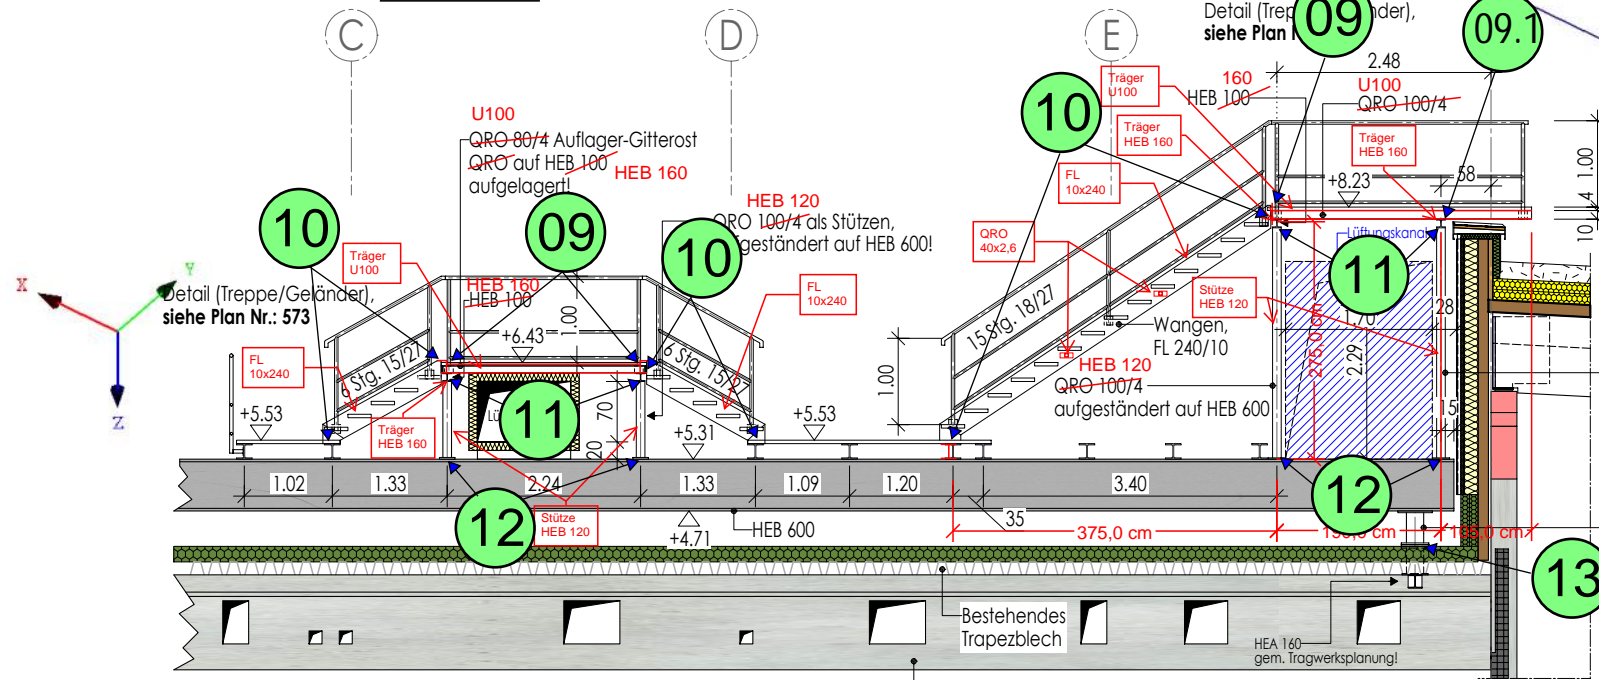 Detail (Trep
nder),
siehe Plan
09
09.1
C
D
E
2.48
U100
QRO 100/4
160
HEB 100
Träger
U100
Träger
HEB 160
Träger
HEB 160
10
U100
QRO 80/4 Auflager-Gitterost
QRO auf HEB 100
aufgelagert!
HEB 160
FL
10x240
+8.23
58
1.00
4
10
10
09
HEB 120
QRO 100/4 als Stützen,
fgeständert auf HEB 600!
10
QRO
40x2,6
Lüftungskanal
11
Träger
U100
X
Y
Z
Detail (Treppe/Geländer),
siehe Plan Nr.: 573
HEB 160
HEB 100
1.00
FL
10x240
Stütze
HEB 120
28
15 Stg. 18/27
Wangen,
FL 240/10
+6.43
275,0 cm
2.29
1.70
6 Stg. 15/27
6 Stg. 15/27
FL
10x240
1.00
HEB 120
QRO 100/4
aufgeständert auf HEB 600
15
+5.53
Träger
HEB 160
Lü
11
70
20
+5.31
+5.53
1.02
1.33
2.24
1.33
1.09
1.20
3.40
12
12
Stütze
HEB 120
+4.71
HEB 600
35
375,0 cm
cm
cm
13
Bestehendes
Trapezblech
HEA 160
gem. Tragwerksplanung!